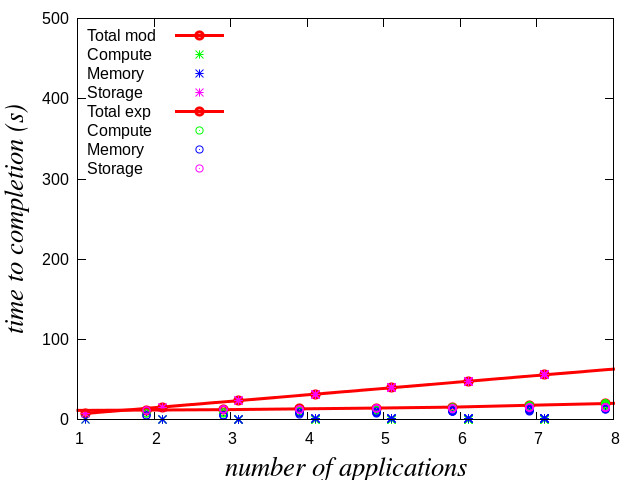 500
400
300
200
100
0
time to completion (s)
Total mod
Compute
Memory
Storage
Total exp
Compute
Memory
Storage
1 2 3 4 5 6 7 8
number of applications